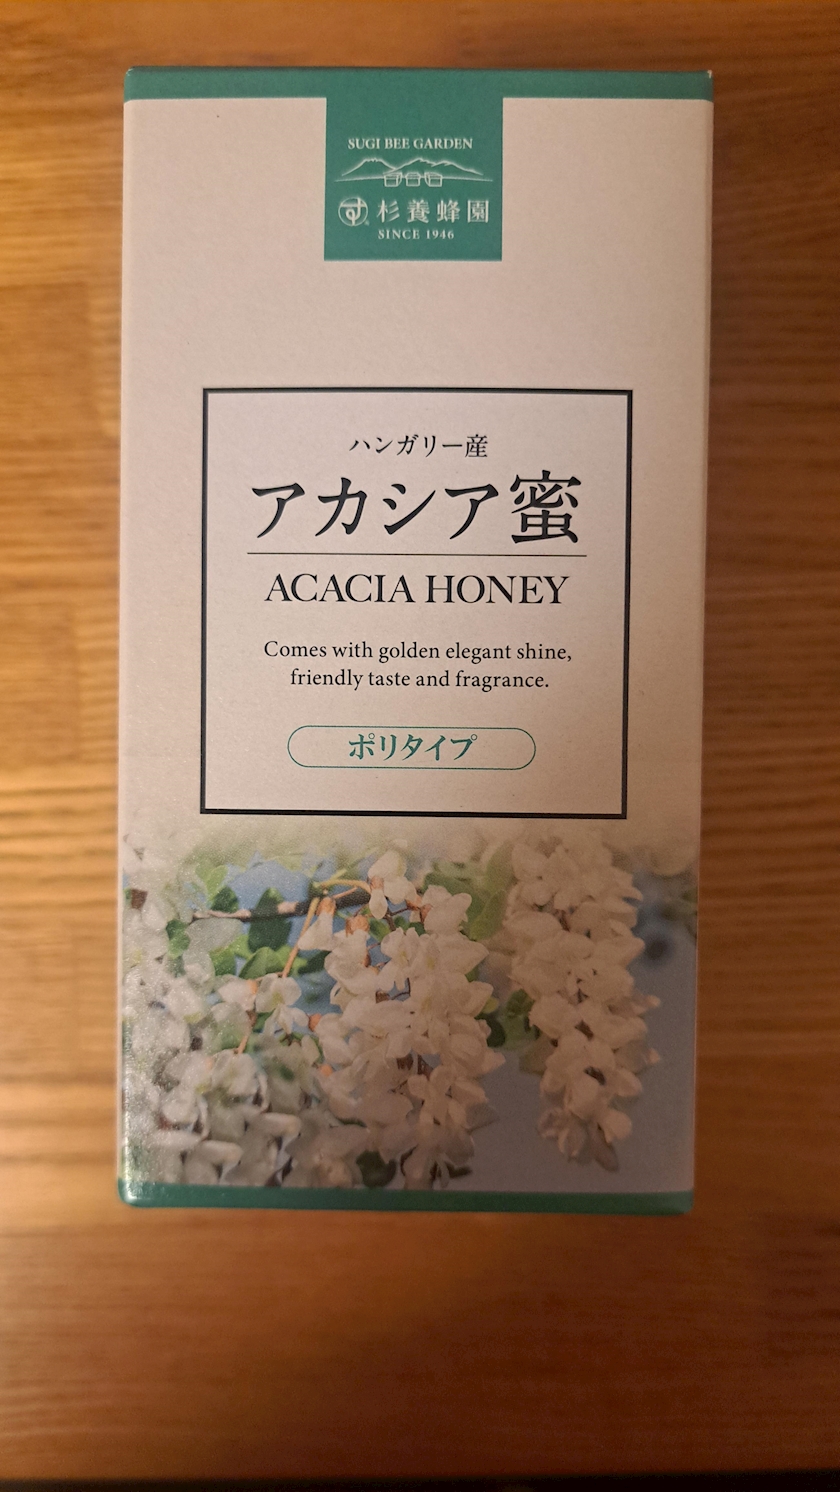 SUGI BEE GARDEN
杉養蜂園
SINCE 1946
ハンガリー産
アカシア蜜
ACACIA HONEY
Comes with golden elegant shine,
friendly taste and fragrance.
ポリタイプ